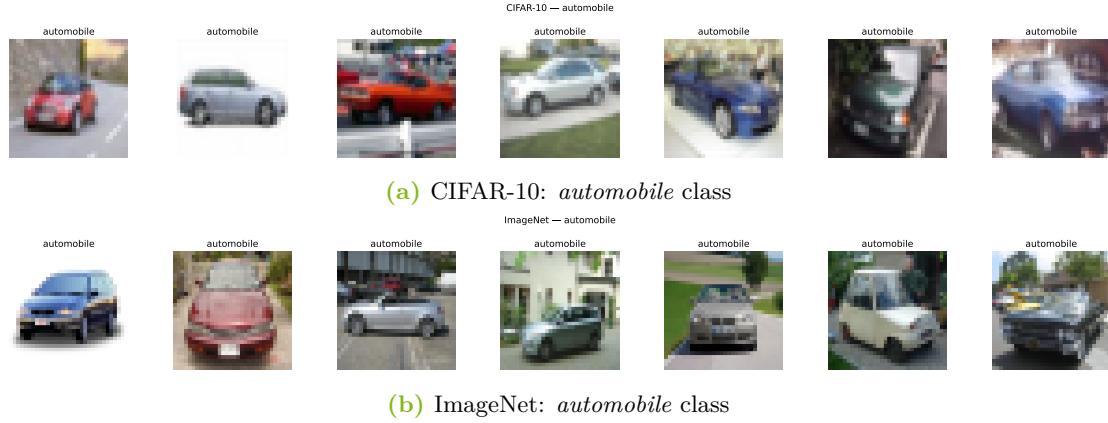 CIFAR-10 — automobile
automobile automobile automobile automobile automobile automobile automobile
(a) CIFAR-10: automobile class
ImageNet — automobile
automobile automobile automobile automobile automobile automobile automobile
(b) ImageNet: automobile class